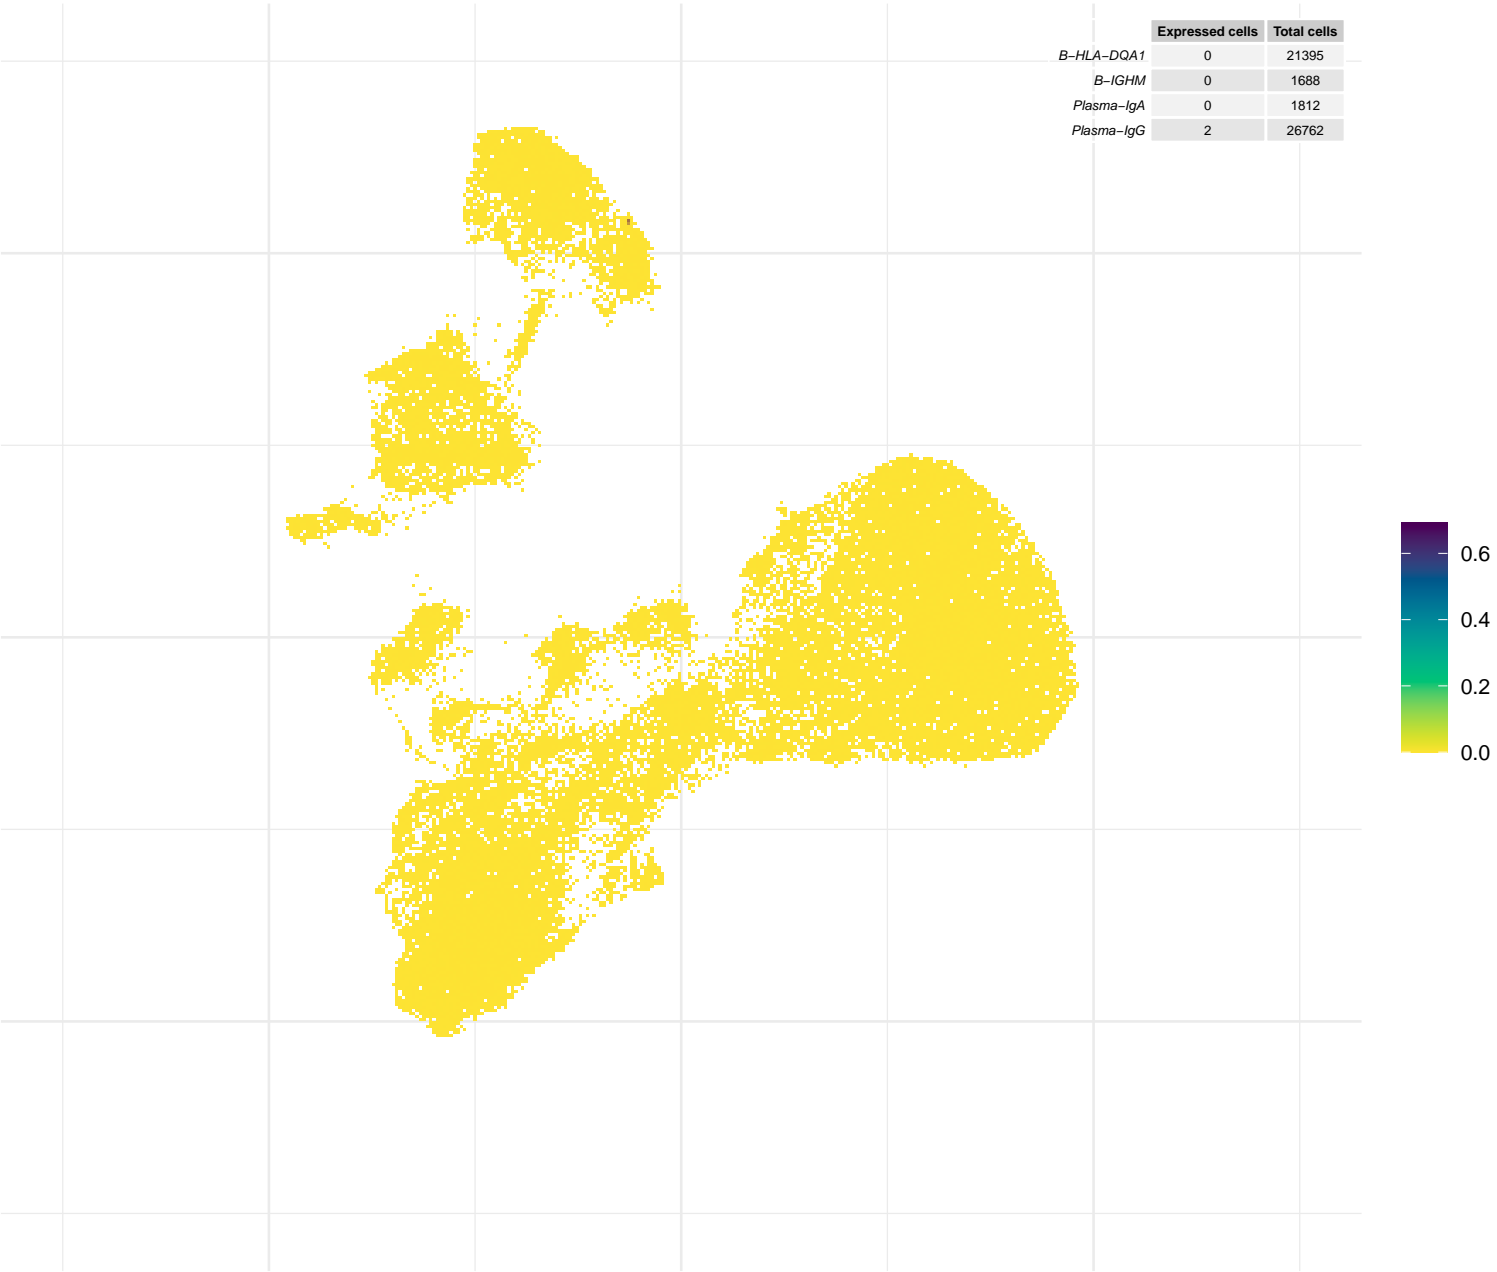 Expressed cells Total cells
B−HLA−DQA1 0 21395
B−IGHM 0 1688
Plasma−IgA 0 1812
Plasma−IgG 2 26762
0.6
0.4
0.2
0.0